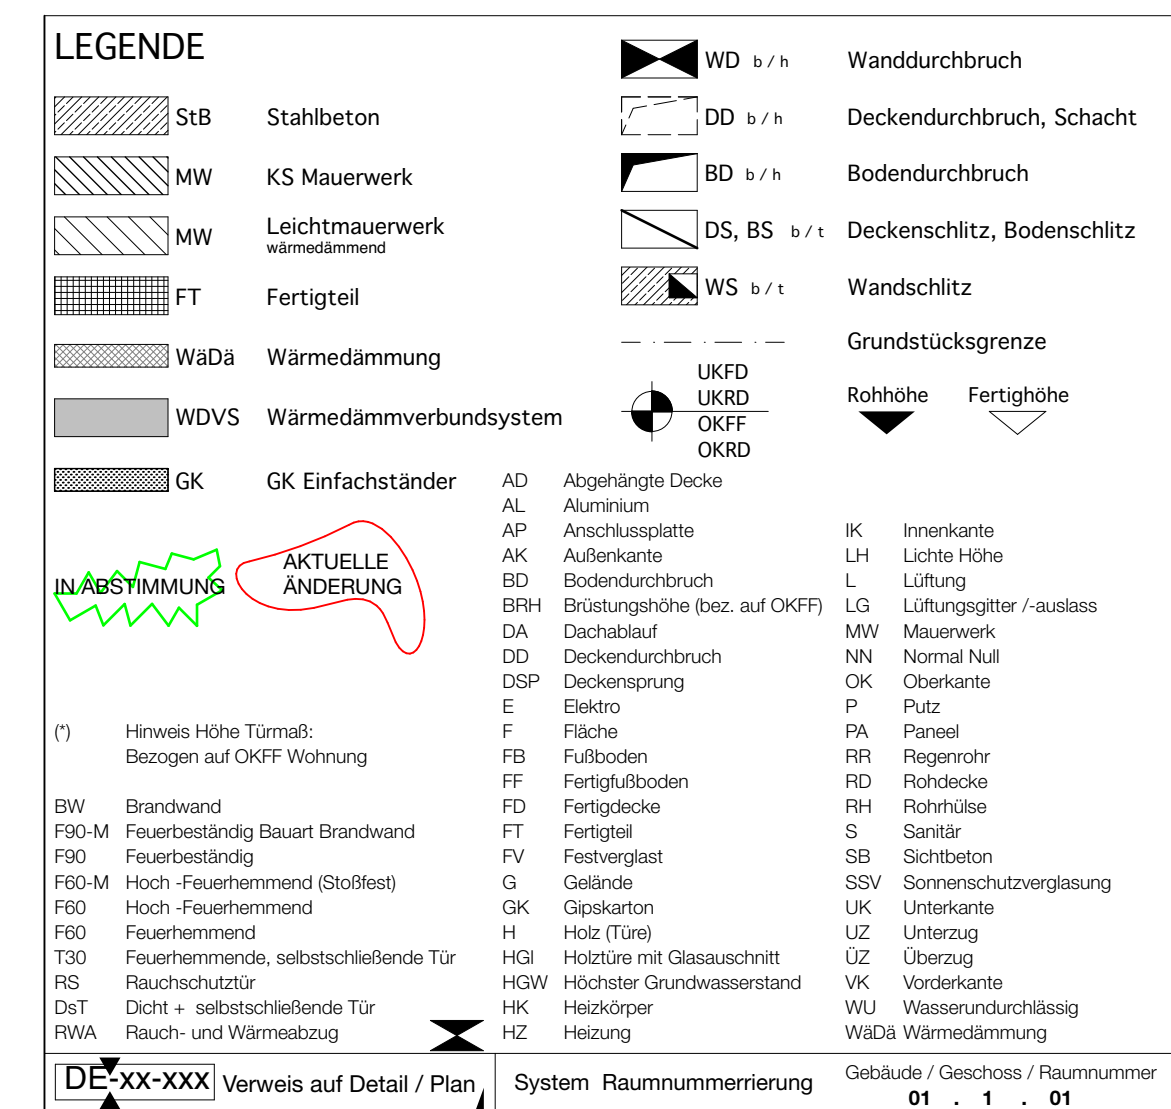 LEGENDE
StB Stahlbeton
MW KS Mauerwerk
MW Leichtmauerwerk
wärmedämmend
FT Fertigteil
WäDä Wärmedämmung
WDVS Wärmedämmverbundsystem
GK GK Einfachständer
WD b / h Wanddurchbruch
DD b / h Deckendurchbruch, Schacht
BD b / h Bodendurchbruch
DS, BS b / t Deckenschlitz, Bodenschlitz
WS b / t Wandschlitz
Grundstücksgrenze
UKFD
UKRD
OKFF
OKRD
Rohhöhe Fertighöhe
IN ABSTIMMUNG
AKTUELLE
ÄNDERUNG
(*) Hinweis Höhe Türmaß:
Bezogen auf OKFF Wohnung
BW Brandwand
F90-M Feuerbeständig Bauart Brandwand
F90 Feuerbeständig
F60-M Hoch -Feuerhemmend (Stoßfest)
F60 Hoch -Feuerhemmend
F60 Feuerhemmend
T30 Feuerhemmende, selbstschließende Tür
RS Rauchschutztür
DsT Dicht + selbstschließende Tür
RWA Rauch- und Wärmeabzug
AD Abgehängte Decke
AL Aluminium
AP Anschlussplatte
AK Außenkante
BD Bodendurchbruch
BRH Brüstungshöhe (bez. auf OKFF)
DA Dachablauf
DD Deckendurchbruch
DSP Deckensprung
E Elektro
F Fläche
FB Fußboden
FF Fertigfußboden
FD Fertigdecke
FT Fertigteil
FV Festverglast
G Gelände
GK Gipskarton
H Holz (Türe)
HGl Holztüre mit Glasauschnitt
HGW Höchster Grundwasserstand
HK Heizkörper
HZ Heizung
IK Innenkante
LH Lichte Höhe
L Lüftung
LG Lüftungsgitter /-auslass
MW Mauerwerk
NN Normal Null
OK Oberkante
P Putz
PA Paneel
RR Regenrohr
RD Rohdecke
RH Rohrhülse
S Sanitär
SB Sichtbeton
SSV Sonnenschutzverglasung
UK Unterkante
UZ Unterzug
ÜZ Überzug
VK Vorderkante
WU Wasserundurchlässig
WäDä Wärmedämmung
DE-xx-xxx Verweis auf Detail / Plan
System Raumnummerrierung
Gebäude / Geschoss / Raumnummer
01 . 1 . 01